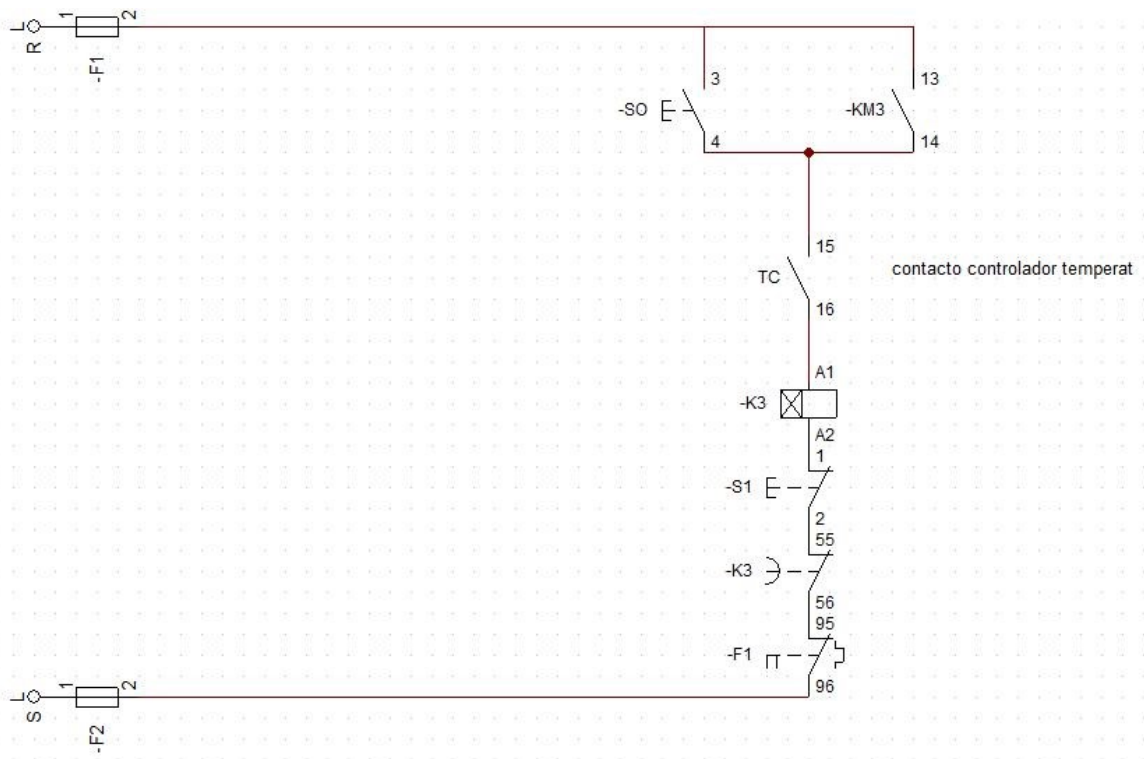 L
R
1
2
-F1
3
-SO
4
13
-KM3
14
15
TC
16
contacto controlador temperat
A1
-K3
A2
1
-S1
2
55
-K3
56
95
-F1
96
L
S
1
2
-F2